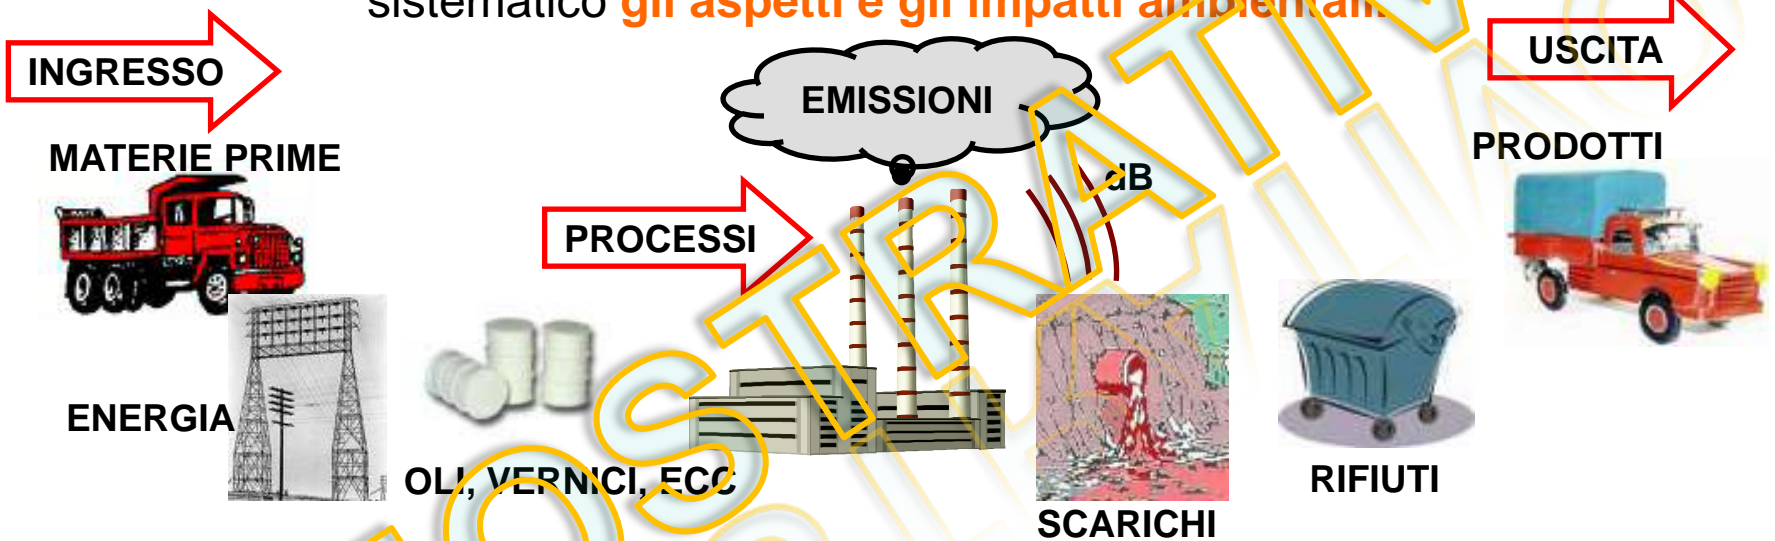 sistematico gli aspetti e gli impatti ambientali
INGRESSO
USCITA
EMISSIONI
MATERIE PRIME
dB
PRODOTTI
PROCESSI
ENERGIA
OLI, VERNICI, ECC
RIFIUTI
SCARICHI